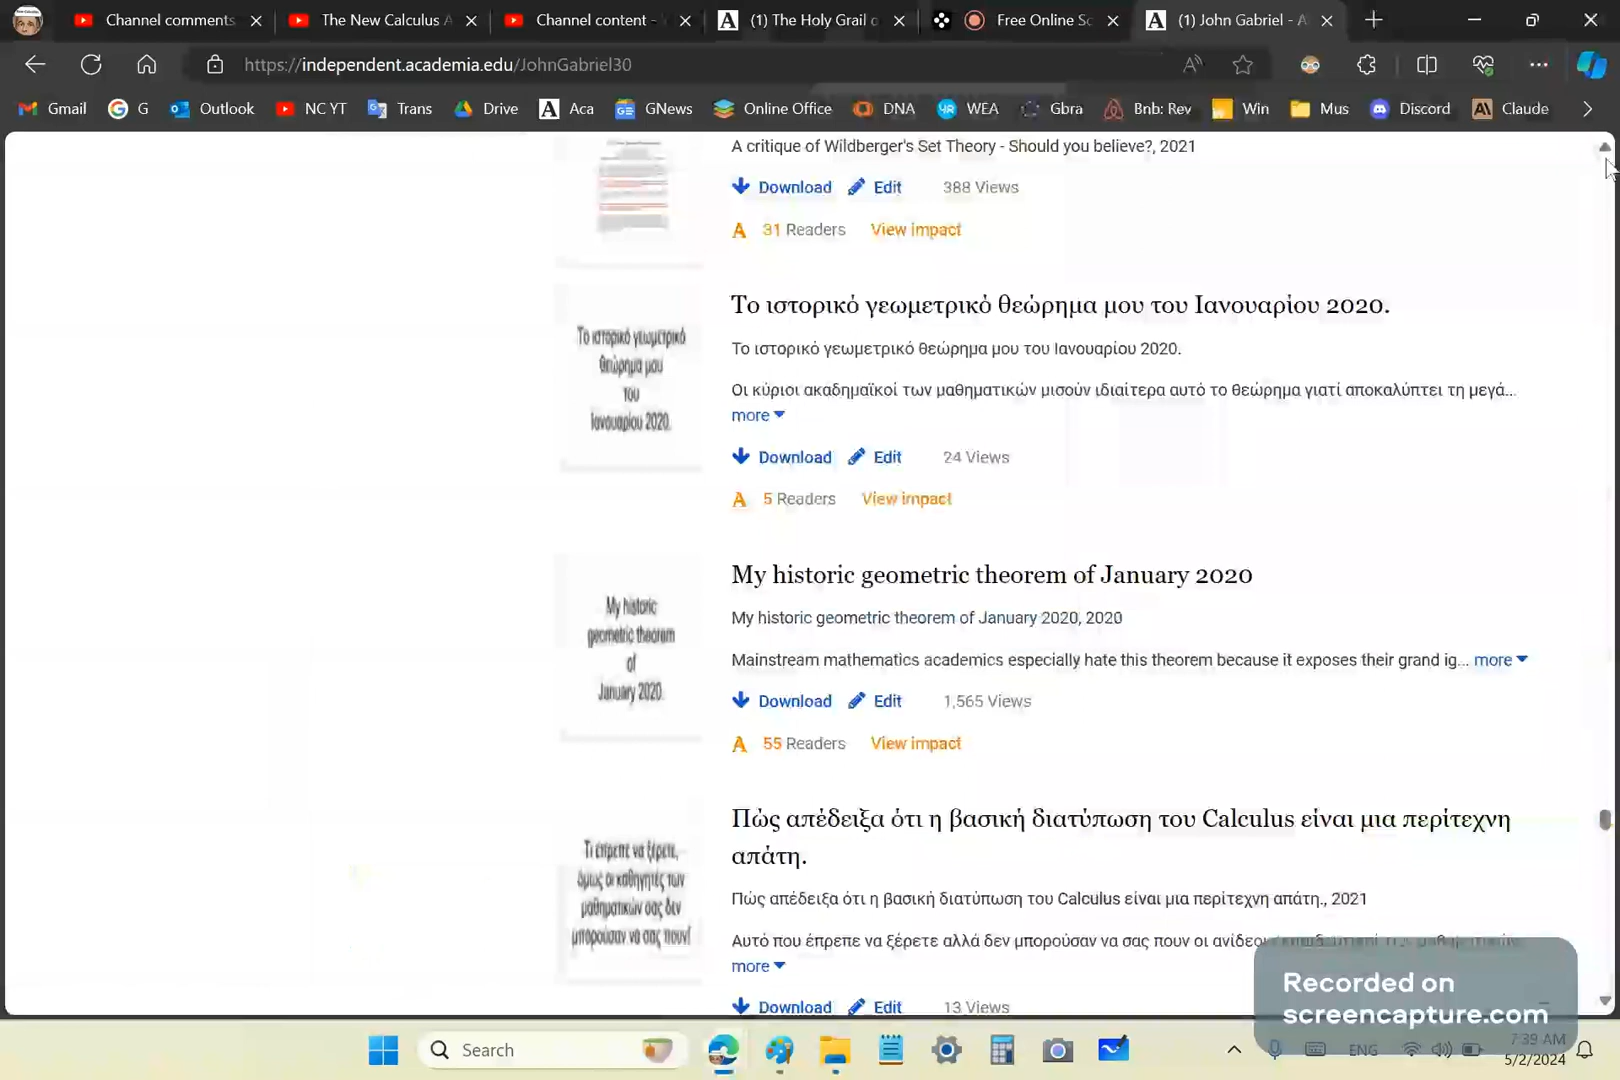 Channel comments
The New Calculus A
Channel content -
(1) The Holy Grail o
Free Online Sc
(1) John Gabriel - A
https://independent.academia.edu/JohnGabriel30
Gmail G Outlook NC YT Trans Drive Aca GNews Online Office DNA WEA Gbra Bnb: Rev Win Mus Discord Claude
A critique of Wildberger's Set Theory - Should you believe?, 2021
Download Edit 388 Views
31 Readers View impact
Το ιστορικό γεωμετρικό θεώρημα μου του Ιανουαρίου 2020.
Το ιστορικό γεωμετρικό θεώρημα μου του Ιανουαρίου 2020.
Οι κύριοι ακαδημαϊκοί των μαθηματικών μισούν ιδιαίτερα αυτό το θεώρημα γιατί αποκαλύπτει τη μεγά...
more
Download Edit 24 Views
5 Readers View impact
Το ιστορικό γεωμετρικό
θεώρημα μου
του
Ιανουαρίου 2020.
My historic geometric theorem of January 2020
My historic geometric theorem of January 2020, 2020
Mainstream mathematics academics especially hate this theorem because it exposes their grand ig... more
Download Edit 1,565 Views
55 Readers View impact
My historic
geometric theorem
of
January 2020.
Πώς απέδειξα ότι η βασική διατύπωση του Calculus είναι μια περίτεχνη
απάτη.
Πώς απέδειξα ότι η βασική διατύπωση του Calculus είναι μια περίτεχνη απάτη., 2021
Αυτό που έπρεπε να ξέρετε αλλά δεν μπορούσαν να σας πουν οι ανίδεοι
more
Download Edit 13 Views
Τι έπρεπε να ξέρετε,
όμως οι καθηγητές των
μαθηματικών σας δεν
μπορούσαν να σας πουν!
Recorded on
screencapture.com
Search
ENG
7:39 AM
5/2/2024